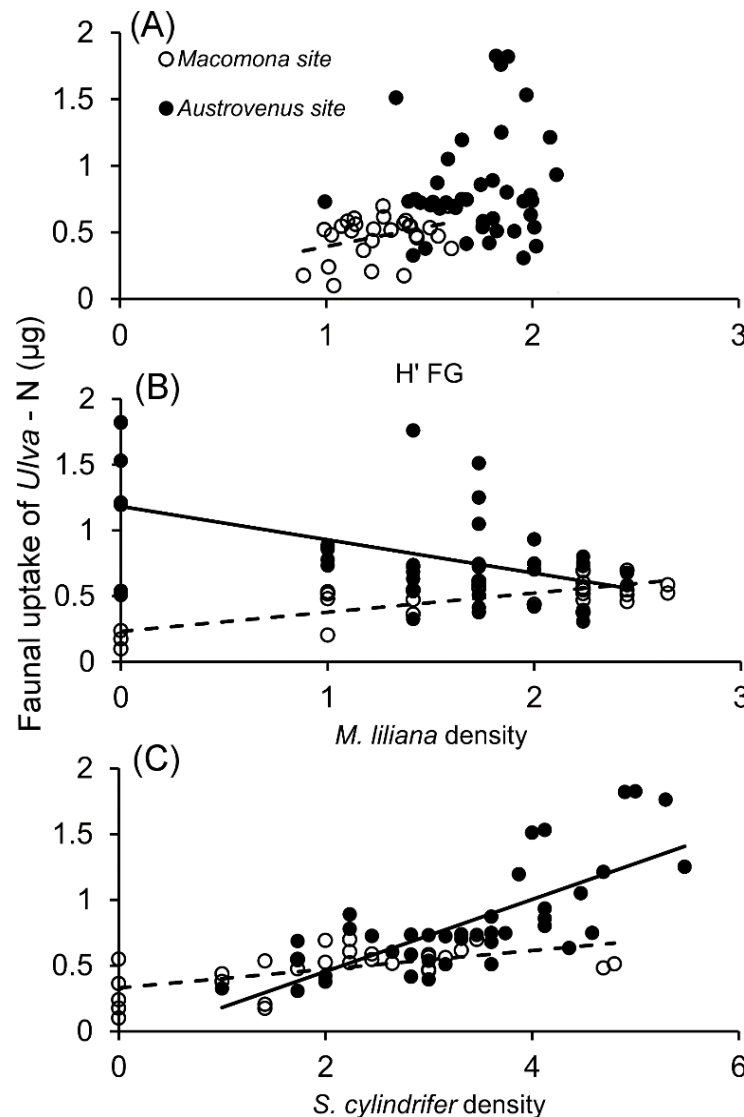 (A)
Macomona site
Austrovenus site
2
1.5
1
0.5
0
0 1 2 3
H' FG
(B)
2
1.5
1
0.5
0
0 1 2 3
M. liliana density
(C)
2
1.5
1
0.5
0
0 2 4 6
S. cylindrifer density
Faunal uptake of Ulva - N (µg)